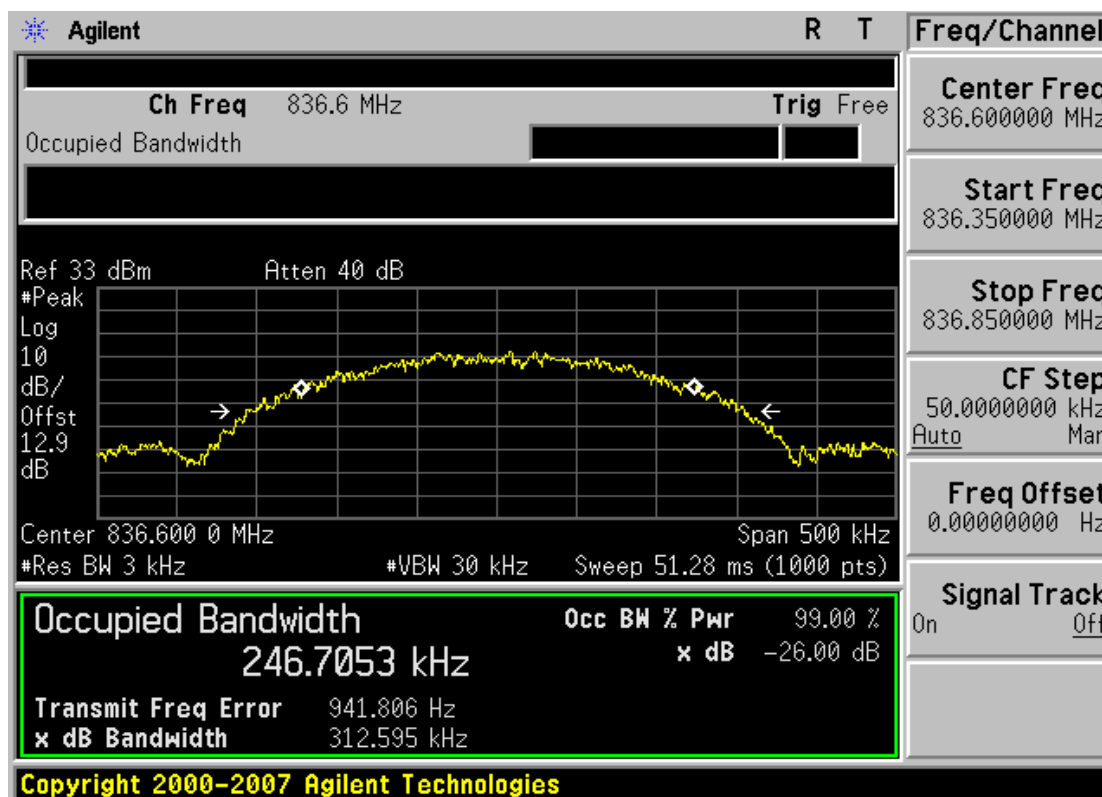 Agilent R T
Freq/Channel
Ch Freq 836.6 MHz Trig Free
Occupied Bandwidth
Center Freq
836.600000 MHz
Start Freq
836.350000 MHz
Stop Freq
836.850000 MHz
CF Step
50.0000000 kHz
Auto Man
Freq Offset
0.00000000 Hz
Signal Track
On Off
Ref 33 dBm Atten 40 dB
#Peak
Log
10
dB/
Offst
12.9
dB
Center 836.600 0 MHz Span 500 kHz
#Res BW 3 kHz #VBW 30 kHz Sweep 51.28 ms (1000 pts)
Occupied Bandwidth Occ BW % Pwr 99.00 %
246.7053 kHz x dB -26.00 dB
Transmit Freq Error 941.806 Hz
x dB Bandwidth 312.595 kHz
Copyright 2000-2007 Agilent Technologies